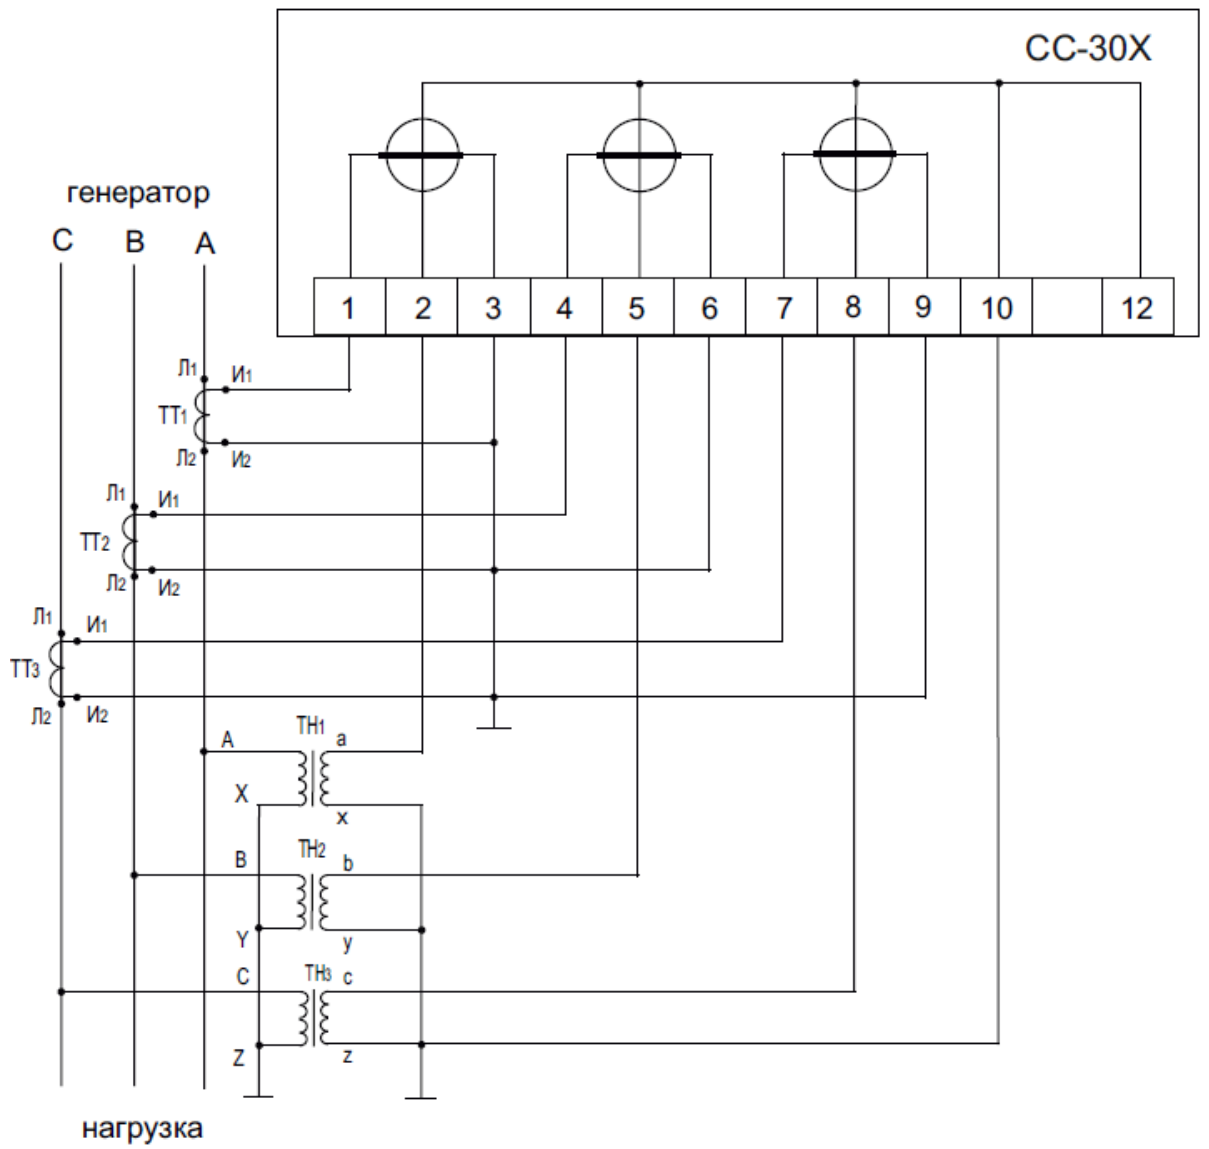 СС-30Х
генератор
С В А
1 2 3 4 5 6 7 8 9 10 12
Л1 И1
ТТ1
Л2 И2
Л1 И1
ТТ2
Л2 И2
Л1 И1
ТТ3
Л2 И2
ТН1
А a
X x
ТН2
В b
Y y
ТН3
С c
Z z
нагрузка